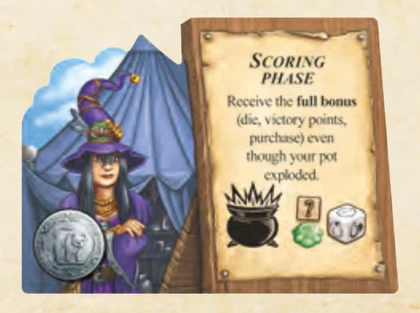 SCORING
PHASE
Receive the full bonus
(die, victory points,
purchase) even
though your pot
exploded.